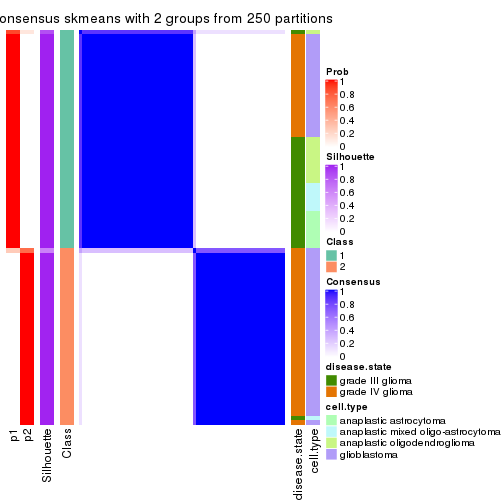 onsensus skmeans with 2 groups from 250 partitions
Prob
1
0.8
0.6
0.4
0.2
0
Silhouette
1
0.8
0.6
0.4
0.2
0
Class
1
2
Consensus
1
0.8
0.6
0.4
0.2
0
disease.state
grade III glioma
grade IV glioma
cell.type
anaplastic astrocytoma
anaplastic mixed oligo-astrocytoma
anaplastic oligodendroglioma
glioblastoma
p1
p2
Silhouette
Class
disease.state
cell.type